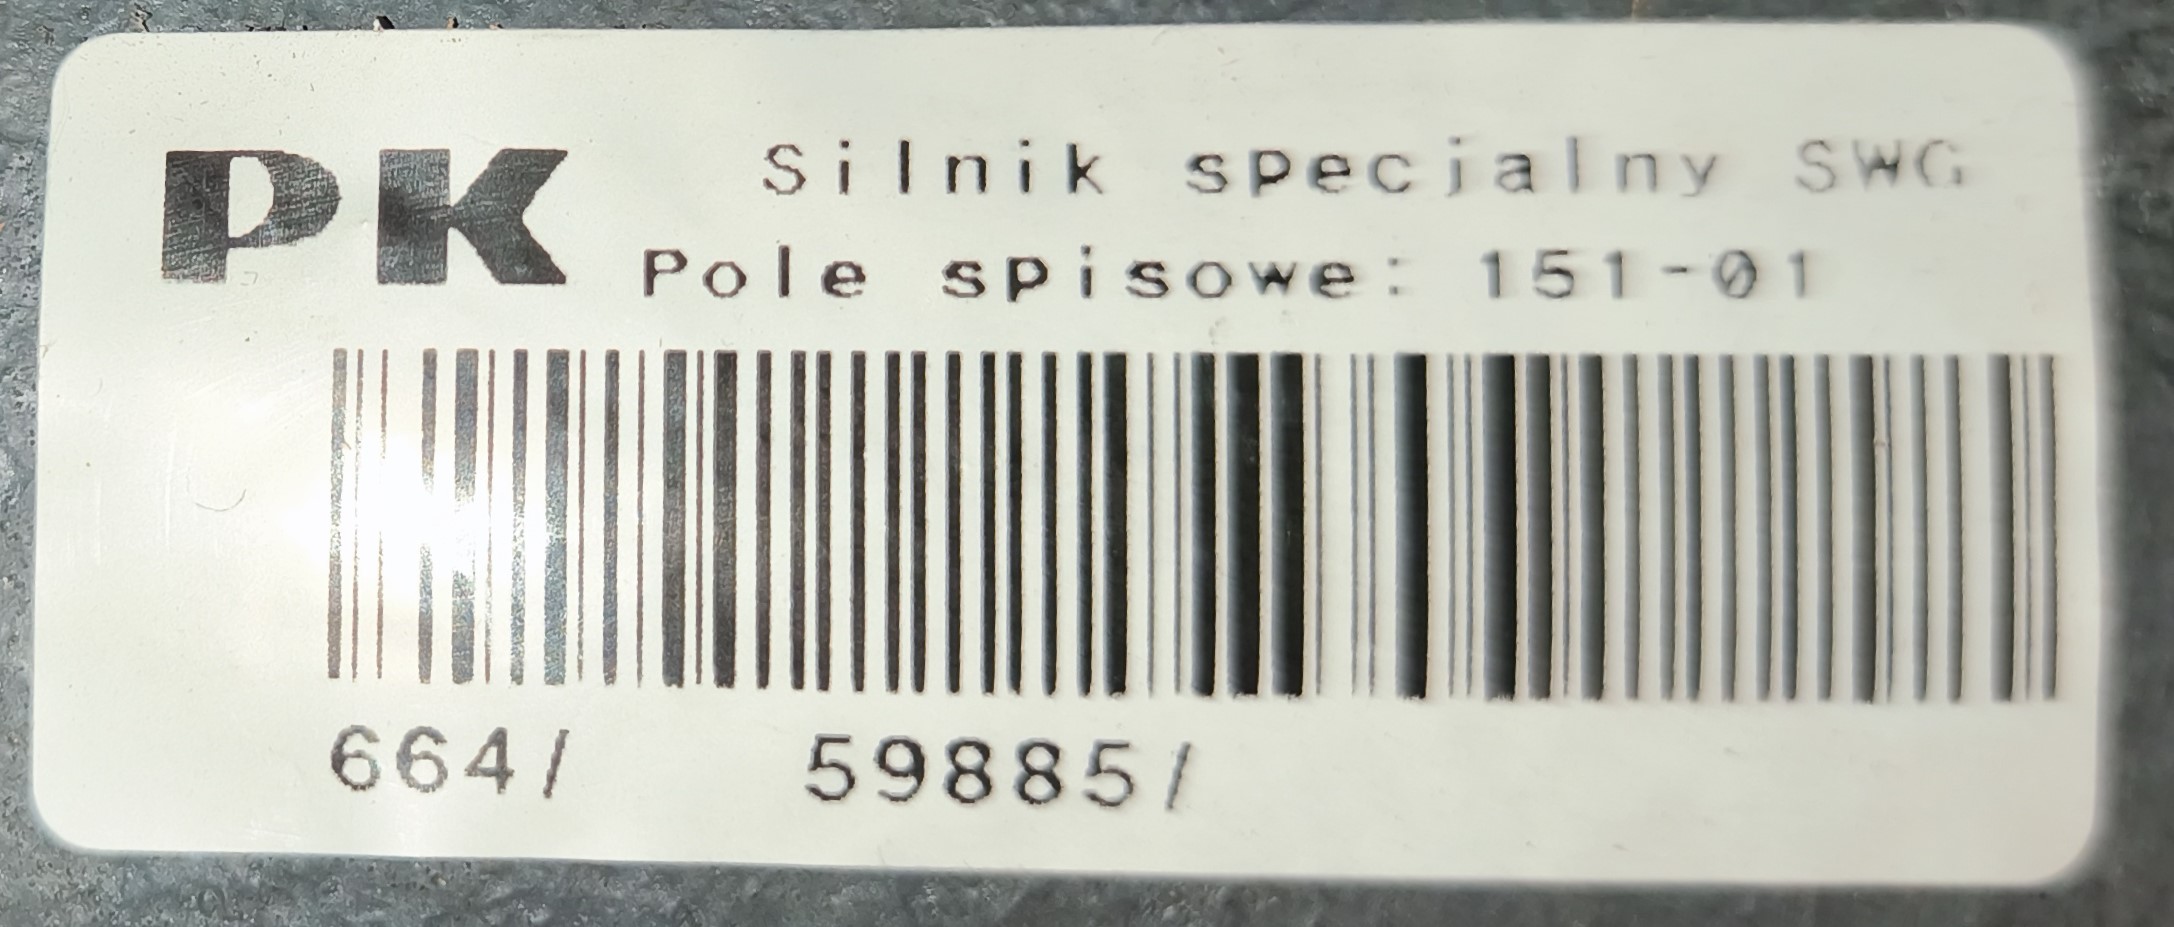 PK
Silnik specjalny SWG
Pole spisowe: 151-01
664/ 59885/